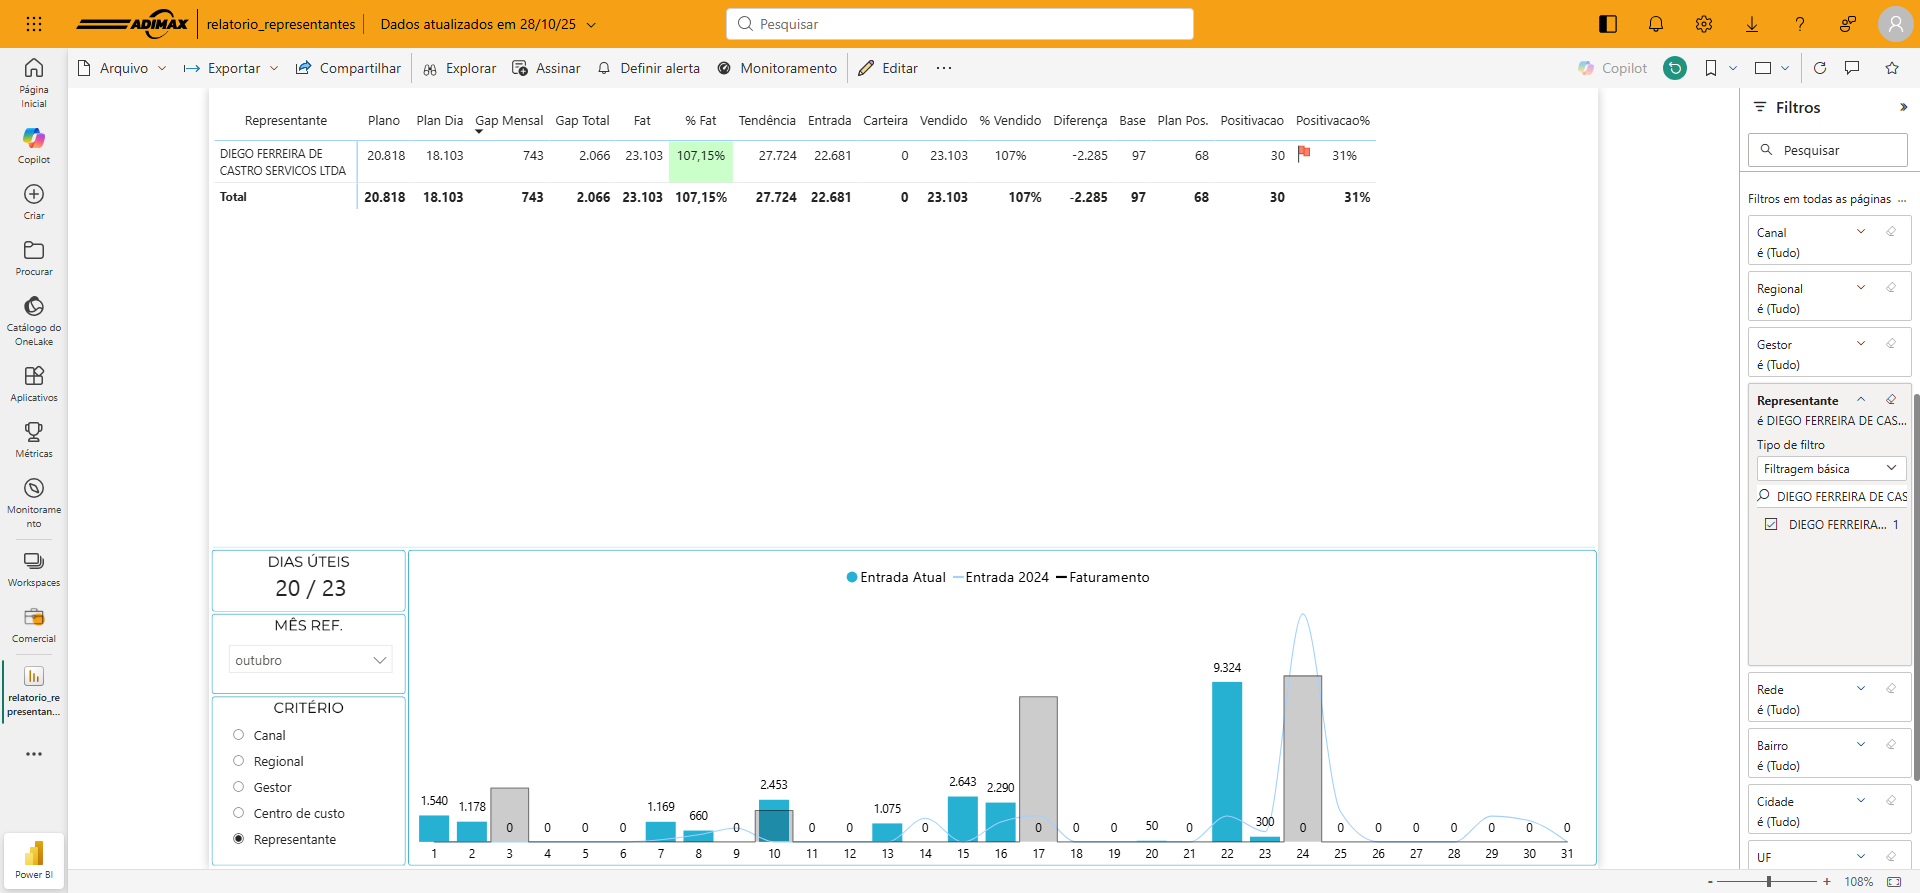 ADIMAX relatorio_representantes Dados atualizados em 28/10/25 Pesquisar
Arquivo Exportar Compartilhar Explorar Assinar Definir alerta Monitoramento Editar ... Copilot
Página Inicial
Copilot
Criar
Procurar
Catálogo do OneLake
Aplicativos
Métricas
Monitorame
nto
Workspaces
Comercial
relatorio_re
presentan...
Power BI
Representante Plano Plan Dia Gap Mensal Gap Total Fat % Fat Tendência Entrada Carteira Vendido % Vendido Diferença Base Plan Pos. Positivacao Positivacao%
DIEGO FERREIRA DE CASTRO SERVICOS LTDA 20.818 18.103 743 2.066 23.103 107,15% 27.724 22.681 0 23.103 107% -2.285 97 68 30 31%
Total 20.818 18.103 743 2.066 23.103 107,15% 27.724 22.681 0 23.103 107% -2.285 97 68 30 31%
DIAS ÚTEIS
20 / 23
MÊS REF.
outubro
CRITÉRIO
Canal
Regional
Gestor
Centro de custo
Representante
Entrada Atual Entrada 2024 Faturamento
1.540 1.178 0 0 0 0 1.169 660 0 2.453 0 0 1.075 0 2.643 2.290 0 0 0 50 0 9.324 300 0 0 0 0 0 0 0 0
1 2 3 4 5 6 7 8 9 10 11 12 13 14 15 16 17 18 19 20 21 22 23 24 25 26 27 28 29 30 31
Filtros
Pesquisar
Filtros em todas as páginas ...
Canal
é (Tudo)
Regional
é (Tudo)
Gestor
é (Tudo)
Representante
é DIEGO FERREIRA DE CAS...
Tipo de filtro
Filtragem básica
DIEGO FERREIRA DE CAS
DIEGO FERREIRA... 1
Rede
é (Tudo)
Bairro
é (Tudo)
Cidade
é (Tudo)
UF
- + 108%